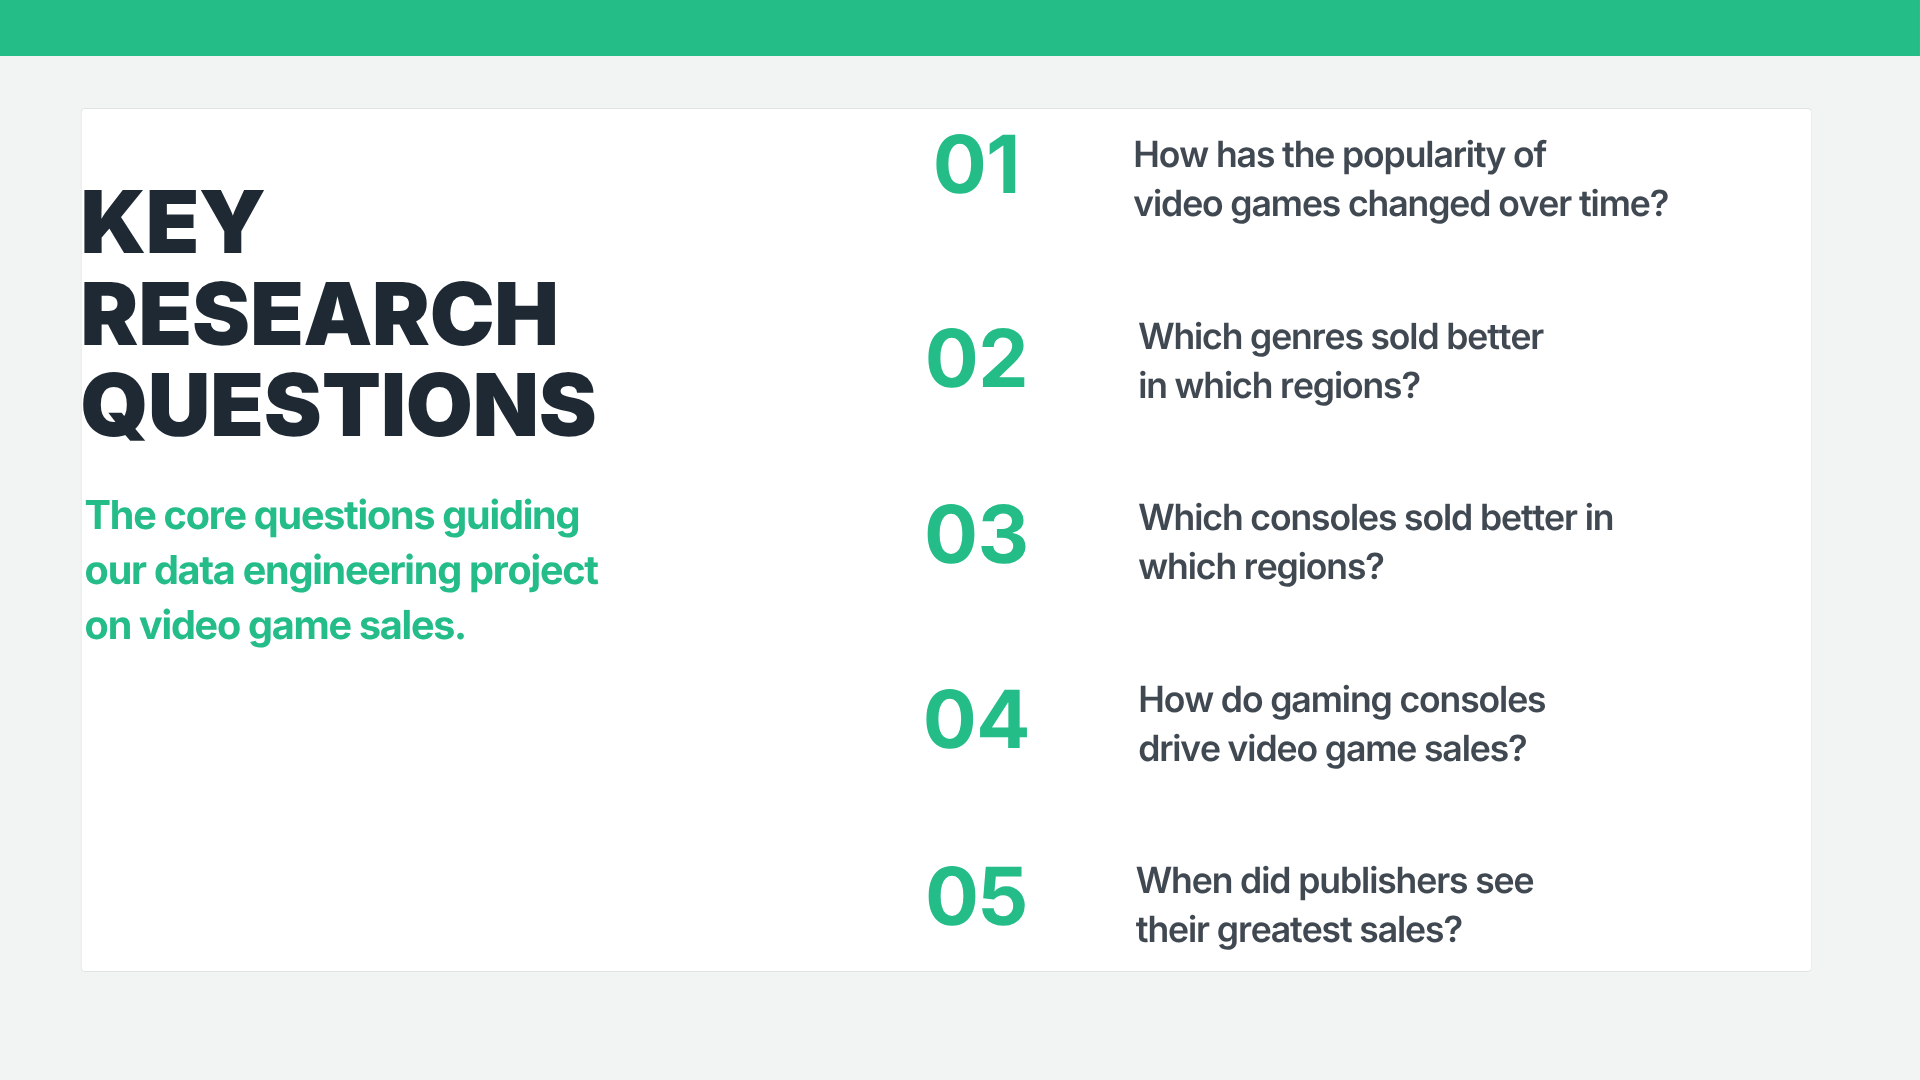 KEY
RESEARCH
QUESTIONS
The core questions guiding
our data engineering project
on video game sales.
01
How has the popularity of
video games changed over time?
02
Which genres sold better
in which regions?
03
Which consoles sold better in
which regions?
04
How do gaming consoles
drive video game sales?
05
When did publishers see
their greatest sales?